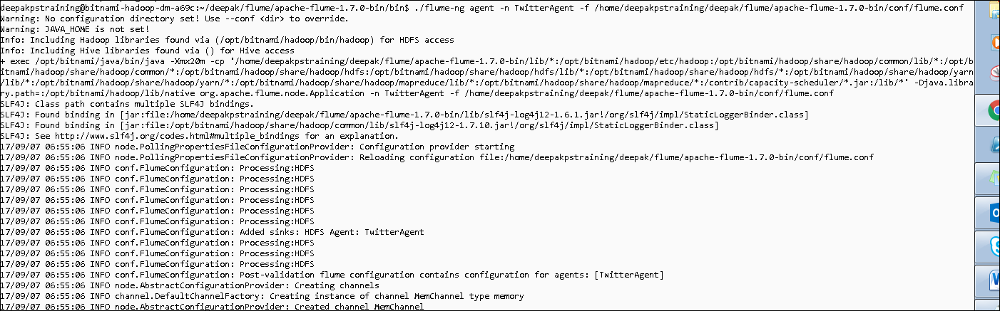 deepakpstraining@bitnami-hadoop-dm-a69c:~/deepak/flume/apache-flume-1.7.0-bin/bin$ ./flume-ng agent -n TwitterAgent -f /home/deepakpstraining/deepak/flume/apache-flume-1.7.0-bin/conf/flume.conf
Warning: No configuration directory set! Use --conf <dir> to override.
Warning: JAVA_HOME is not set!
Info: Including Hadoop libraries found via (/opt/bitnami/hadoop/bin/hadoop) for HDFS access
Info: Including Hive libraries found via () for Hive access
+ exec /opt/bitnami/java/bin/java -Xmx20m -cp '/home/deepakpstraining/deepak/flume/apache-flume-1.7.0-bin/lib/*:/opt/bitnami/hadoop/etc/hadoop:/opt/bitnami/hadoop/share/hadoop/common/lib/*:/opt/b
itnami/hadoop/share/hadoop/common/*:/opt/bitnami/hadoop/share/hadoop/hdfs:/opt/bitnami/hadoop/share/hadoop/hdfs/lib/*:/opt/bitnami/hadoop/share/hadoop/hdfs/*:/opt/bitnami/hadoop/share/hadoop/yarn
/lib/*:/opt/bitnami/hadoop/share/hadoop/yarn/*:/opt/bitnami/hadoop/share/hadoop/mapreduce/lib/*:/opt/bitnami/hadoop/share/hadoop/mapreduce/*:/contrib/capacity-scheduler/*.jar:/lib/*' -Djava.libra
ry.path=:/opt/bitnami/hadoop/lib/native org.apache.flume.node.Application -n TwitterAgent -f /home/deepakpstraining/deepak/flume/apache-flume-1.7.0-bin/conf/flume.conf
SLF4J: Class path contains multiple SLF4J bindings.
SLF4J: Found binding in [jar:file:/home/deepakpstraining/deepak/flume/apache-flume-1.7.0-bin/lib/slf4j-log4j12-1.6.1.jar!/org/slf4j/impl/StaticLoggerBinder.class]
SLF4J: Found binding in [jar:file:/opt/bitnami/hadoop/share/hadoop/common/lib/slf4j-log4j12-1.7.10.jar!/org/slf4j/impl/StaticLoggerBinder.class]
SLF4J: See http://www.slf4j.org/codes.html#multiple_bindings for an explanation.
17/09/07 06:55:06 INFO node.PollingPropertiesFileConfigurationProvider: Configuration provider starting
17/09/07 06:55:06 INFO node.PollingPropertiesFileConfigurationProvider: Reloading configuration file:/home/deepakpstraining/deepak/flume/apache-flume-1.7.0-bin/conf/flume.conf
17/09/07 06:55:06 INFO conf.FlumeConfiguration: Processing:HDFS
17/09/07 06:55:06 INFO conf.FlumeConfiguration: Processing:HDFS
17/09/07 06:55:06 INFO conf.FlumeConfiguration: Processing:HDFS
17/09/07 06:55:06 INFO conf.FlumeConfiguration: Processing:HDFS
17/09/07 06:55:06 INFO conf.FlumeConfiguration: Processing:HDFS
17/09/07 06:55:06 INFO conf.FlumeConfiguration: Processing:HDFS
17/09/07 06:55:06 INFO conf.FlumeConfiguration: Added sinks: HDFS Agent: TwitterAgent
17/09/07 06:55:06 INFO conf.FlumeConfiguration: Processing:HDFS
17/09/07 06:55:06 INFO conf.FlumeConfiguration: Processing:HDFS
17/09/07 06:55:06 INFO conf.FlumeConfiguration: Processing:HDFS
17/09/07 06:55:06 INFO conf.FlumeConfiguration: Post-validation flume configuration contains configuration for agents: [TwitterAgent]
17/09/07 06:55:06 INFO node.AbstractConfigurationProvider: Creating channels
17/09/07 06:55:06 INFO channel.DefaultChannelFactory: Creating instance of channel MemChannel type memory
17/09/07 06:55:06 INFO node.AbstractConfigurationProvider: Created channel MemChannel